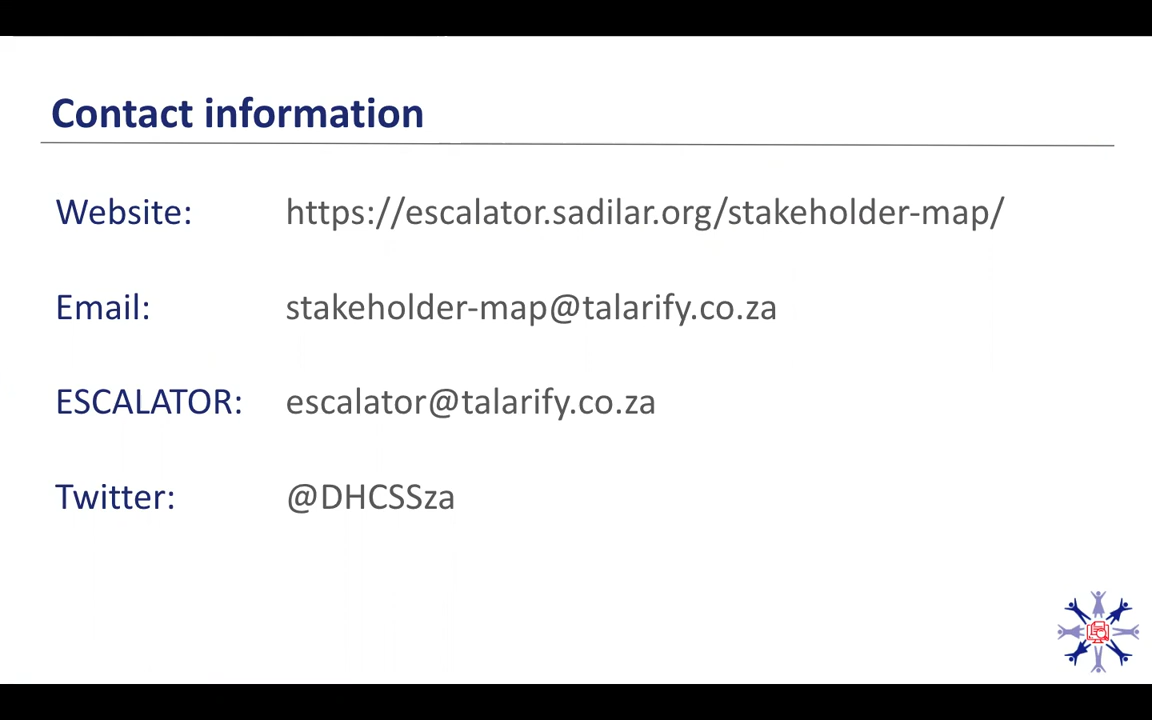 Contact information
Website: https://escalator.sadilar.org/stakeholder-map/
Email: stakeholder-map@talarify.co.za
ESCALATOR: escalator@talarify.co.za
Twitter: @DHCSSza